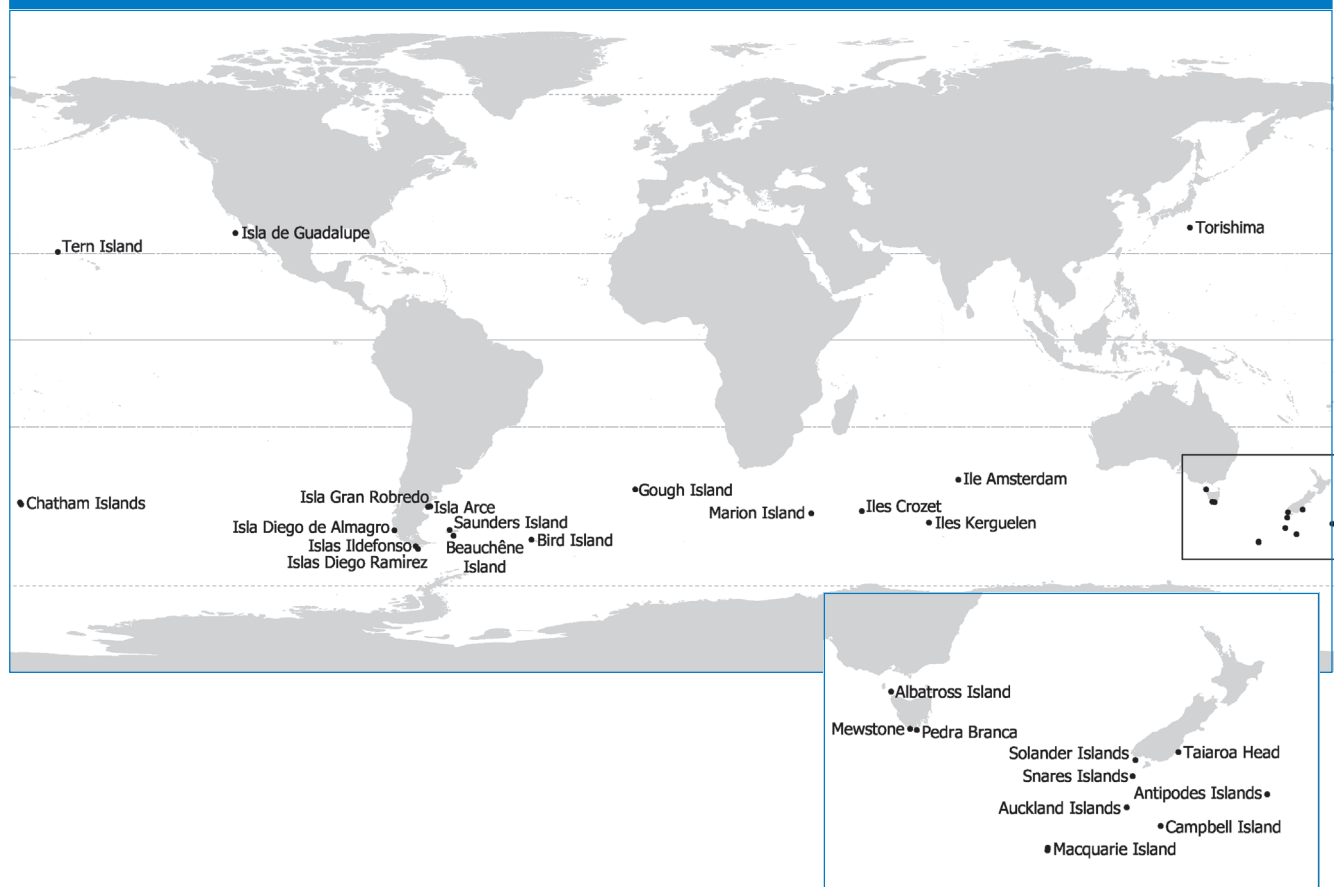 Tern Island
Isla de Guadalupe
Torishima
Chatham Islands
Isla Gran Robredo
Isla Arce
Isla Diego de Almagro
Saunders Island
Islas Ildefonso
Beauchêne
Island
Islas Diego Ramirez
Bird Island
Gough Island
Marion Island
Iles Crozet
Ile Amsterdam
Iles Kerguelen
Albatross Island
Mewstone
Pedra Branca
Solander Islands
Taiaroa Head
Snares Islands
Antipodes Islands
Auckland Islands
Campbell Island
Macquarie Island